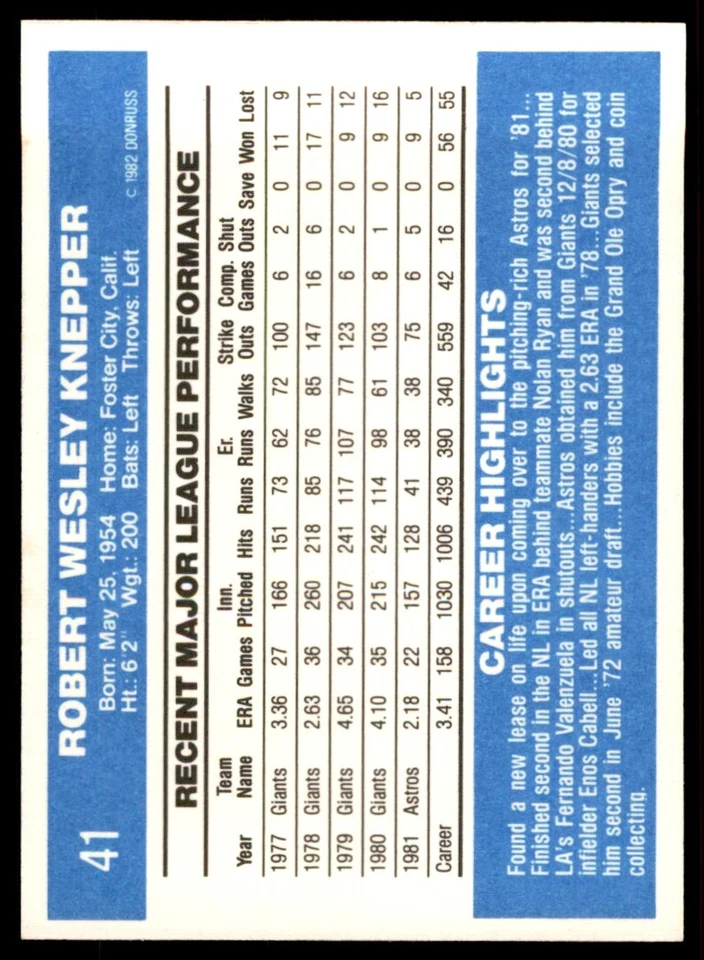 41
ROBERT WESLEY KNEPPER
Born: May 25, 1954 Home: Foster City, Calif.
Ht.: 6'2" Wgt.: 200 Bats: Left Throws: Left
c 1982 DONRUSS
RECENT MAJOR LEAGUE PERFORMANCE
Team Inn. Er. Strike Comp. Shut
Year Name ERA Games Pitched Hits Runs Runs Walks Outs Games Outs Save Won Lost
1977 Giants 3.36 27 166 151 73 62 72 100 6 2 0 11 9
1978 Giants 2.63 36 260 218 85 76 85 147 16 6 0 17 11
1979 Giants 4.65 34 207 241 117 107 77 123 6 2 0 9 12
1980 Giants 4.10 35 215 242 114 98 61 103 8 1 0 9 16
1981 Astros 2.18 22 157 128 41 38 38 75 6 5 0 9 5
Career 3.41 158 1030 1006 439 390 340 559 42 16 0 56 55
CAREER HIGHLIGHTS
Found a new lease on life upon coming over to the pitching-rich Astros for '81...
Finished second in the NL in ERA behind teammate Nolan Ryan and was second behind
LA's Fernando Valenzuela in shutouts...Astros obtained him from Giants 12/8/80 for
infielder Enos Cabell...Led all NL left-handers with a 2.63 ERA in '78...Giants selected
him second in June '72 amateur draft...Hobbies include the Grand Ole Opry and coin
collecting.